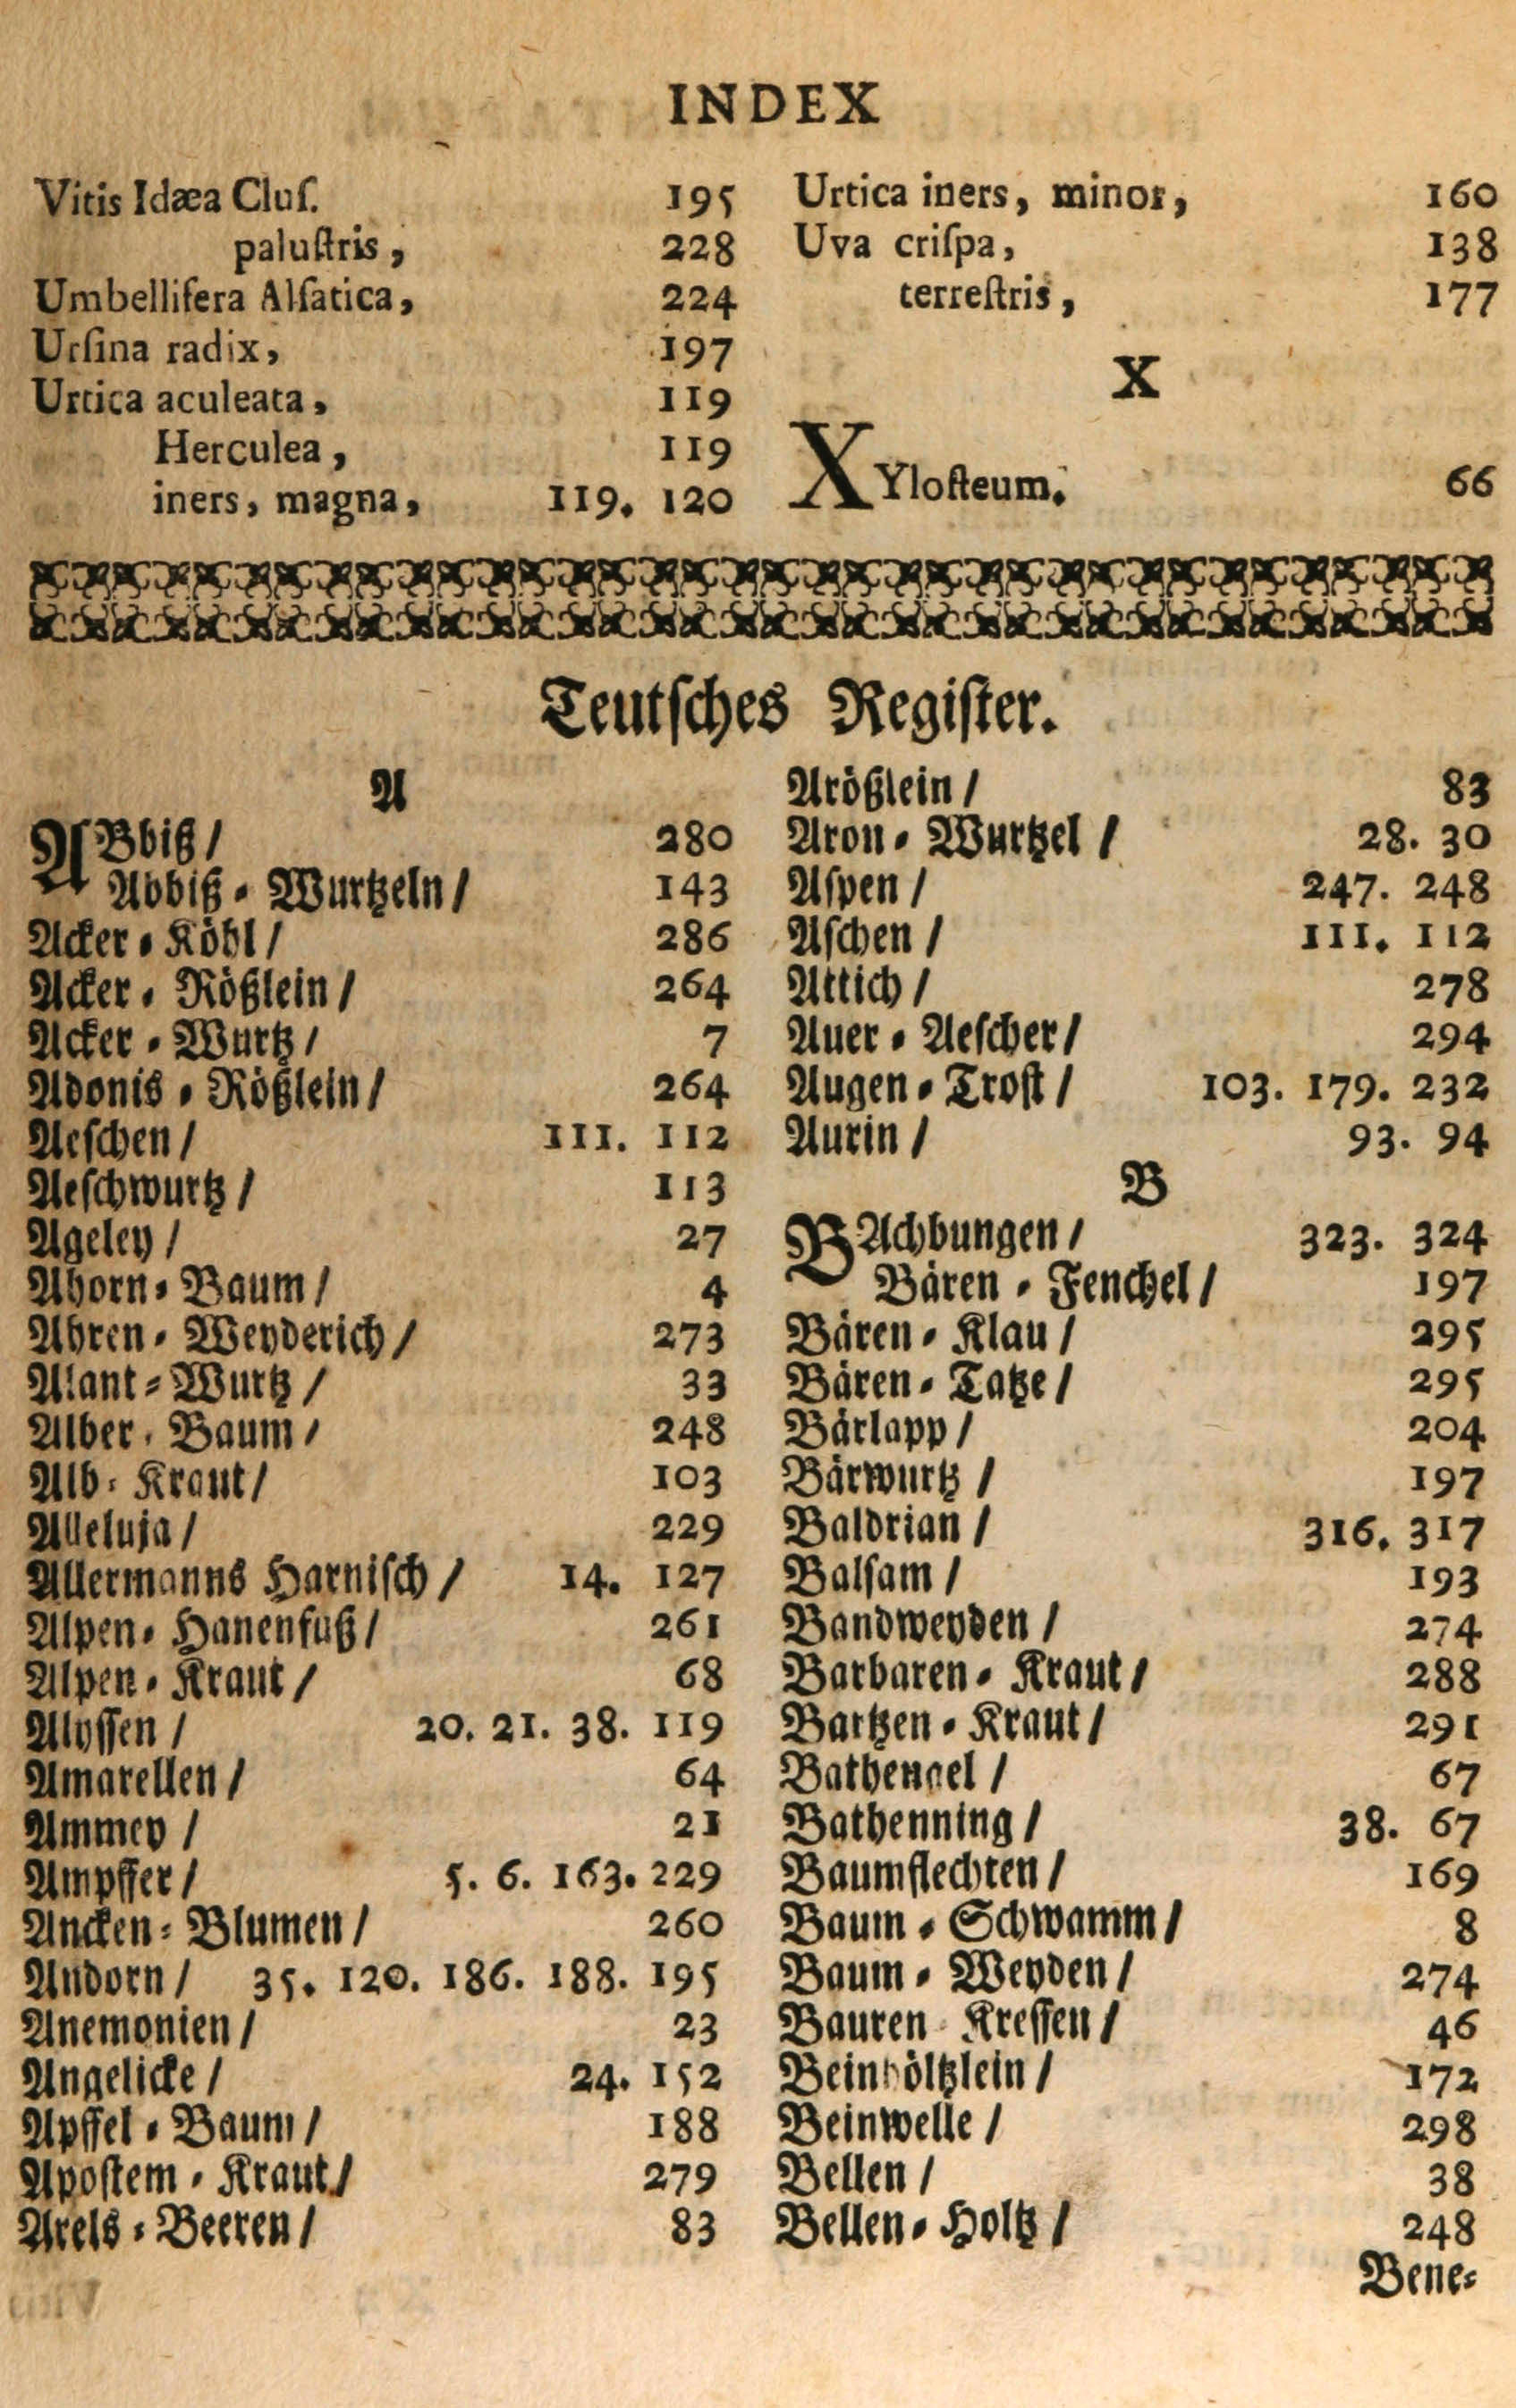 INDEX
Vitis Idæa Cluſ. 195
paluſtris, 228
Umbellifera Alſatica, 224
Urſina radix, 197
Urtica aculeata, 119
Herculea, 119
iners, magna, 119. 120
Urtica iners, minor, 160
Uva criſpa, 138
terreſtris, 177
X
XYloſteum. 66
Teutſches Regiſter.
A
ABbiß / 280
Abbiß-Wurtzeln / 143
Acker-Köhl / 286
Acker-Rößlein / 264
Acker-Wurtz / 7
Adonis-Rößlein / 264
Aeſchen / 111. 112
Aeſchwurtz / 113
Ageley / 27
Ahorn-Baum / 4
Ahren-Weyderich / 273
Alant-Wurtz / 33
Alber-Baum / 248
Alb-Kraut / 103
Alleluja / 229
Allermanns Harniſch / 14. 127
Alpen-Hanenfuß / 261
Alpen-Kraut / 68
Alyſſen / 20. 21. 38. 119
Amarellen / 64
Ammey / 21
Ampffer / 5. 6. 163. 229
Ancken-Blumen / 260
Andorn / 35. 120. 186. 188. 195
Anemonien / 23
Angelicke / 24. 152
Apffel-Baum / 188
Apoſtem-Kraut / 279
Arels-Beeren / 83
Arößlein / 83
Aron-Wurtzel / 28. 30
Aſpen / 247. 248
Aſchen / 111. 112
Attich / 278
Auer-Aeſcher / 294
Augen-Troſt / 103. 179. 232
Aurin / 93. 94
B
BAchbungen / 323. 324
Bären-Fenchel / 197
Bären-Klau / 295
Bären-Tatze / 295
Bärlapp / 204
Bärwurtz / 197
Baldrian / 316. 317
Balſam / 193
Bandweyden / 274
Barbaren-Kraut / 288
Bartzen-Kraut / 291
Bathengel / 67
Bathenning / 38. 67
Baumflechten / 169
Baum-Schwamm / 8
Baum-Weyden / 274
Bauren-Kreſſen / 46
Beinhöltzlein / 172
Beinwelle / 298
Bellen / 38
Bellen-Holtz / 248
Bene-